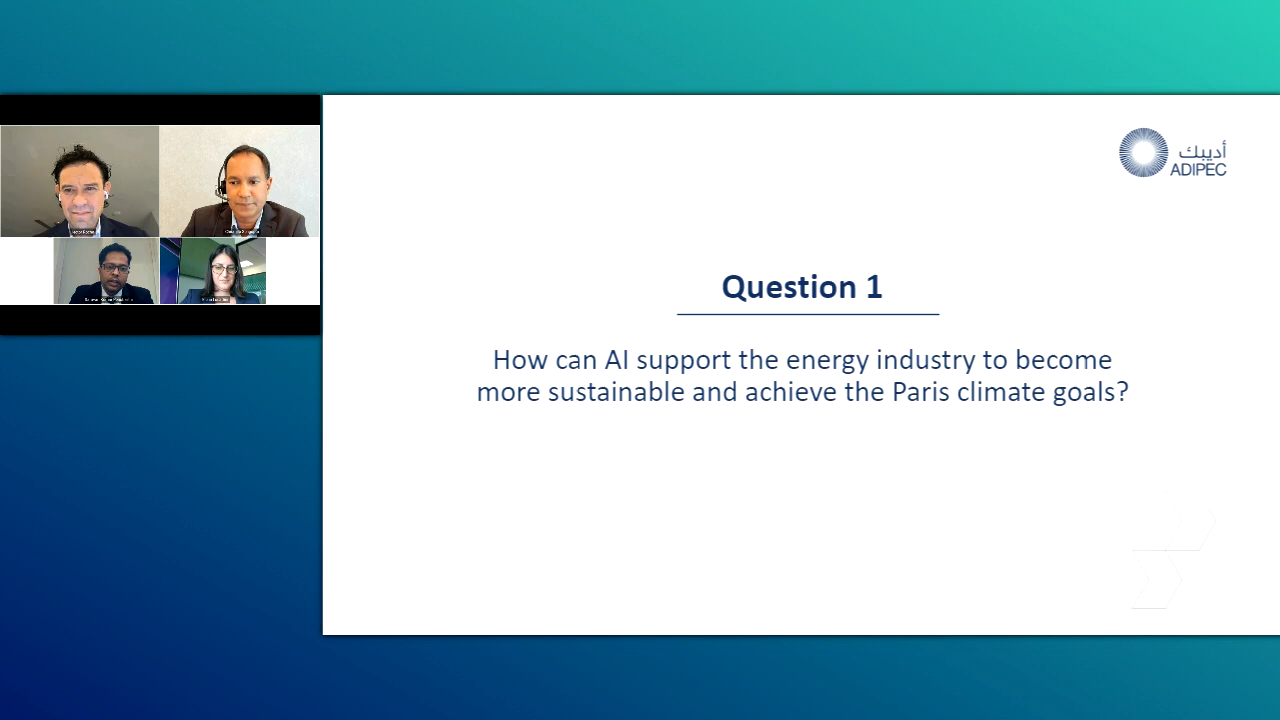 أديبك
ADIPEC
Question 1
How can AI support the energy industry to become
more sustainable and achieve the Paris climate goals?